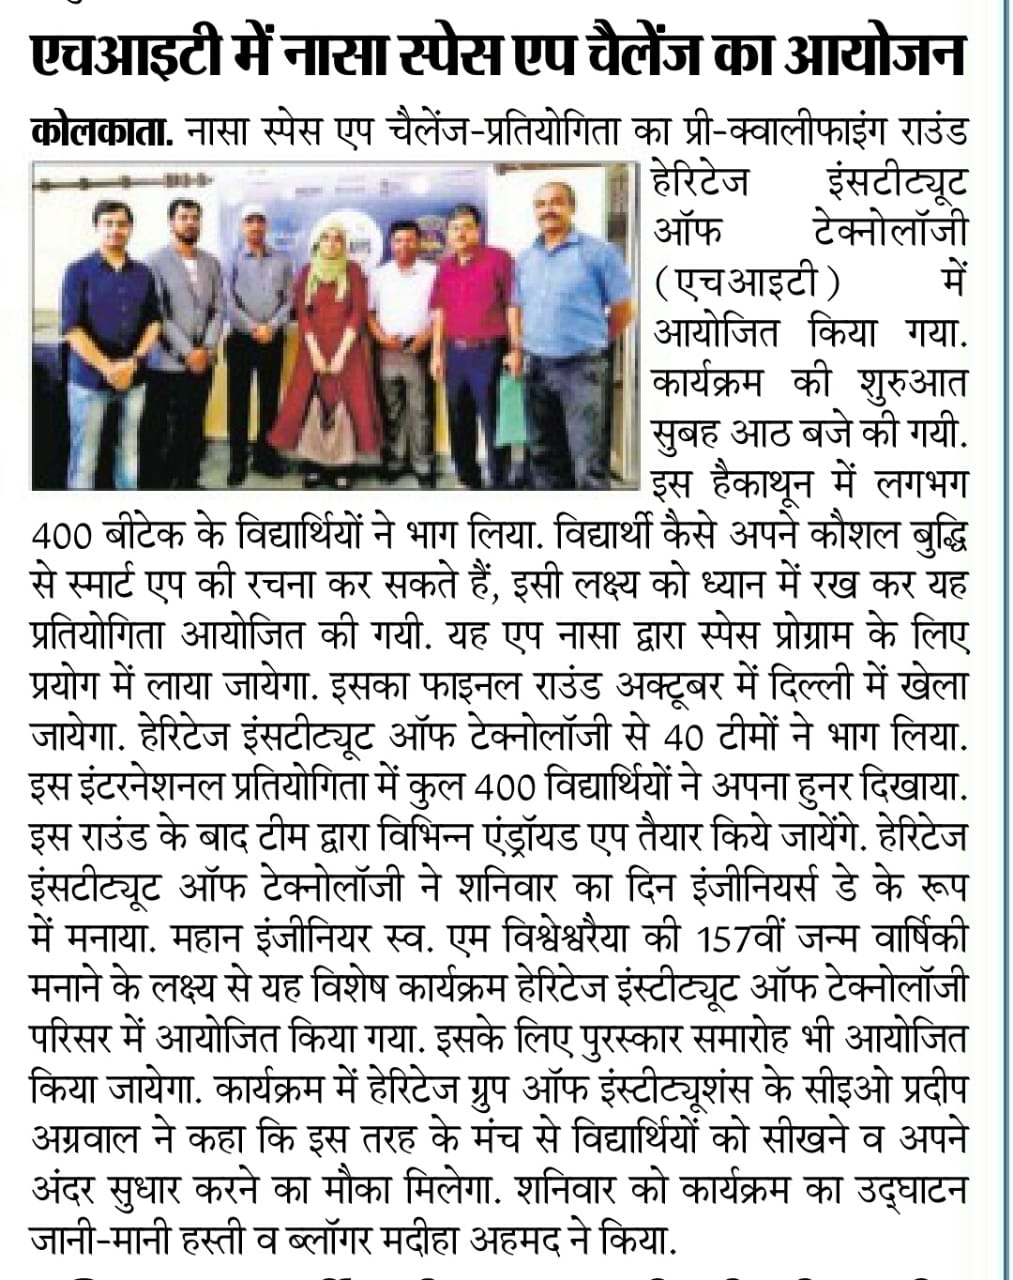 एचआइटी में नासा स्पेस एप चैलेंज का आयोजन
कोलकाता. नासा स्पेस एप चैलेंज-प्रतियोगिता का प्री-क्वालीफाइंग राउंड
हेरिटेज इंसटीट्यूट
ऑफ टेक्नोलॉजी
(एचआइटी) में
आयोजित किया गया.
कार्यक्रम की शुरुआत
सुबह आठ बजे की गयी.
इस हैकाथून में लगभग
400 बीटेक के विद्यार्थियों ने भाग लिया. विद्यार्थी कैसे अपने कौशल बुद्धि
से स्मार्ट एप की रचना कर सकते हैं, इसी लक्ष्य को ध्यान में रख कर यह
प्रतियोगिता आयोजित की गयी. यह एप नासा द्वारा स्पेस प्रोग्राम के लिए
प्रयोग में लाया जायेगा. इसका फाइनल राउंड अक्टूबर में दिल्ली में खेला
जायेगा. हेरिटेज इंसटीट्यूट ऑफ टेक्नोलॉजी से 40 टीमों ने भाग लिया.
इस इंटरनेशनल प्रतियोगिता में कुल 400 विद्यार्थियों ने अपना हुनर दिखाया.
इस राउंड के बाद टीम द्वारा विभिन्न एंड्रॉयड एप तैयार किये जायेंगे. हेरिटेज
इंसटीट्यूट ऑफ टेक्नोलॉजी ने शनिवार का दिन इंजीनियर्स डे के रूप
में मनाया. महान इंजीनियर स्व. एम विश्वेश्वरैया की 157वीं जन्म वार्षिकी
मनाने के लक्ष्य से यह विशेष कार्यक्रम हेरिटेज इंस्टीट्यूट ऑफ टेक्नोलॉजी
परिसर में आयोजित किया गया. इसके लिए पुरस्कार समारोह भी आयोजित
किया जायेगा. कार्यक्रम में हेरिटेज ग्रुप ऑफ इंस्टीट्यूशंस के सीइओ प्रदीप
अग्रवाल ने कहा कि इस तरह के मंच से विद्यार्थियों को सीखने व अपने
अंदर सुधार करने का मौका मिलेगा. शनिवार को कार्यक्रम का उद्घाटन
जानी-मानी हस्ती व ब्लॉगर मदीहा अहमद ने किया.